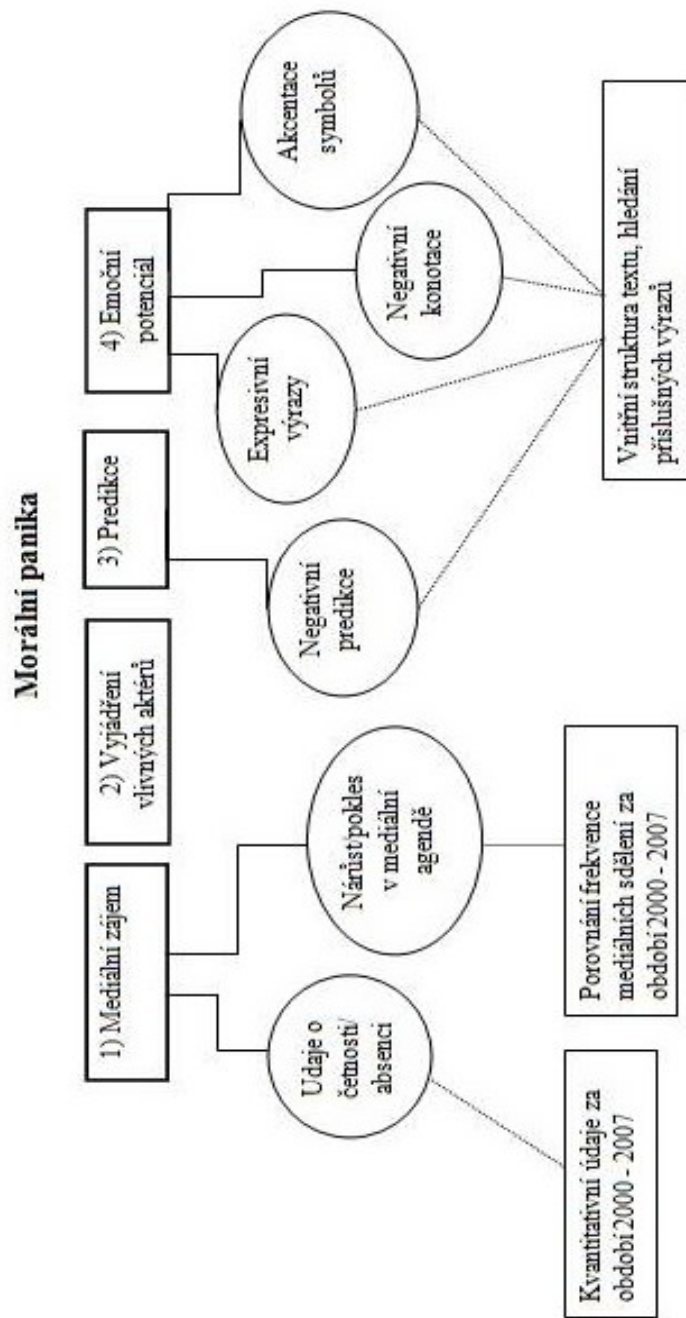 Morální panika
1) Mediální zájem
2) Vyjádření
vlivných aktérů
3) Predikce
4) Emoční
potenciál
Udaje o
četnosti/
absenci
Nárůst/pokles
v mediální
agendě
Negativní
predikce
Expresivní
výrazy
Negativní
konotace
Akcentace
symbolů
Kvantitativní údaje za
období 2000 - 2007
Porovnání frekvence
mediálních sdělení za
období 2000 - 2007
Vnitřní struktura textu, hledání
příslušných výrazů